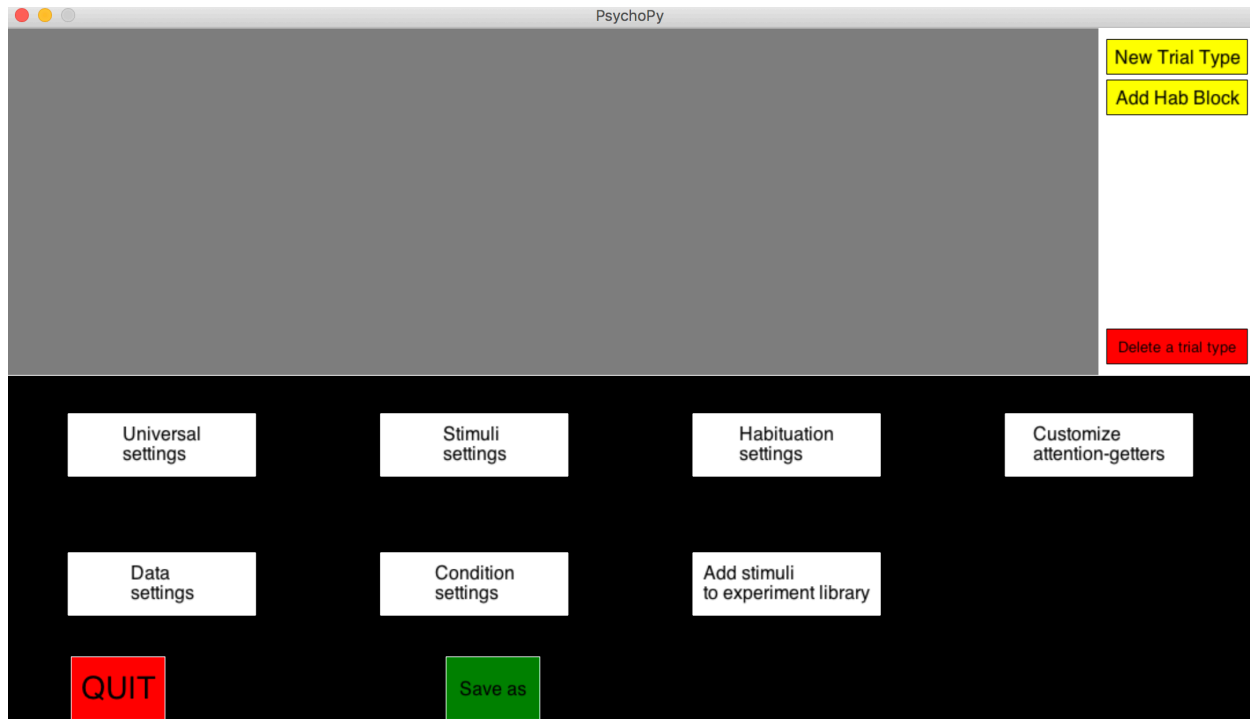 PsychoPy
New Trial Type
Add Hab Block
Delete a trial type
Universal
settings
Stimuli
settings
Habituation
settings
Customize
attention-getters
Data
settings
Condition
settings
Add stimuli
to experiment library
QUIT
Save as